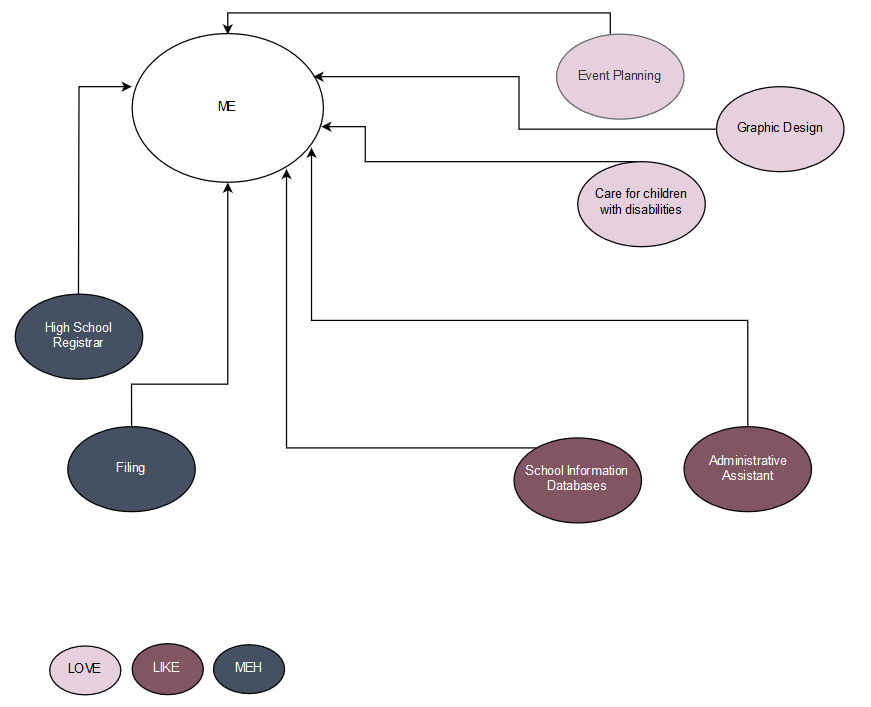 ME
Event Planning
Graphic Design
Care for children
with disabilities
High School
Registrar
Filing
School Information
Databases
Administrative
Assistant
LOVE
LIKE
MEH